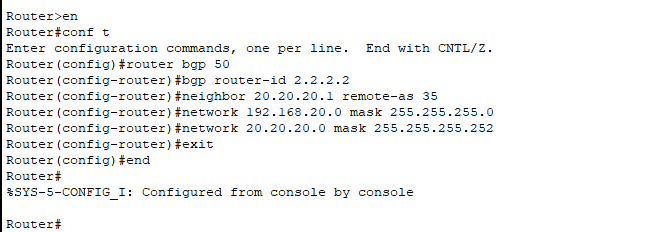 Router>en
Router#conf t
Enter configuration commands, one per line.  End with CNTL/Z.
Router(config)#router bgp 50
Router(config-router)#bgp router-id 2.2.2.2
Router(config-router)#neighbor 20.20.20.1 remote-as 35
Router(config-router)#network 192.168.20.0 mask 255.255.255.0
Router(config-router)#network 20.20.20.0 mask 255.255.255.252
Router(config-router)#exit
Router(config)#end
Router#
%SYS-5-CONFIG_I: Configured from console by console
Router#